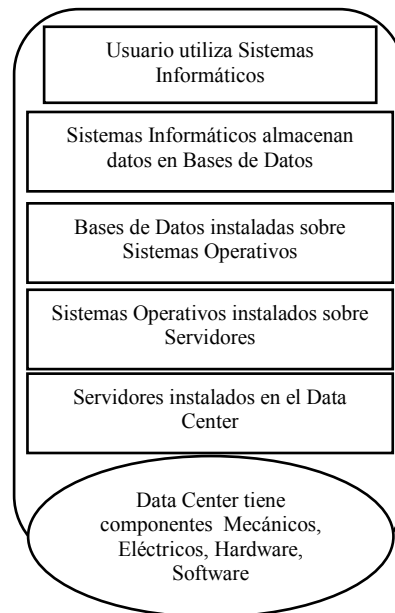 Usuario utiliza Sistemas
Informáticos
Sistemas Informáticos almacenan
datos en Bases de Datos
Bases de Datos instaladas sobre
Sistemas Operativos
Sistemas Operativos instalados sobre
Servidores
Servidores instalados en el Data
Center
Data Center tiene
componentes  Mecánicos,
Eléctricos, Hardware,
Software